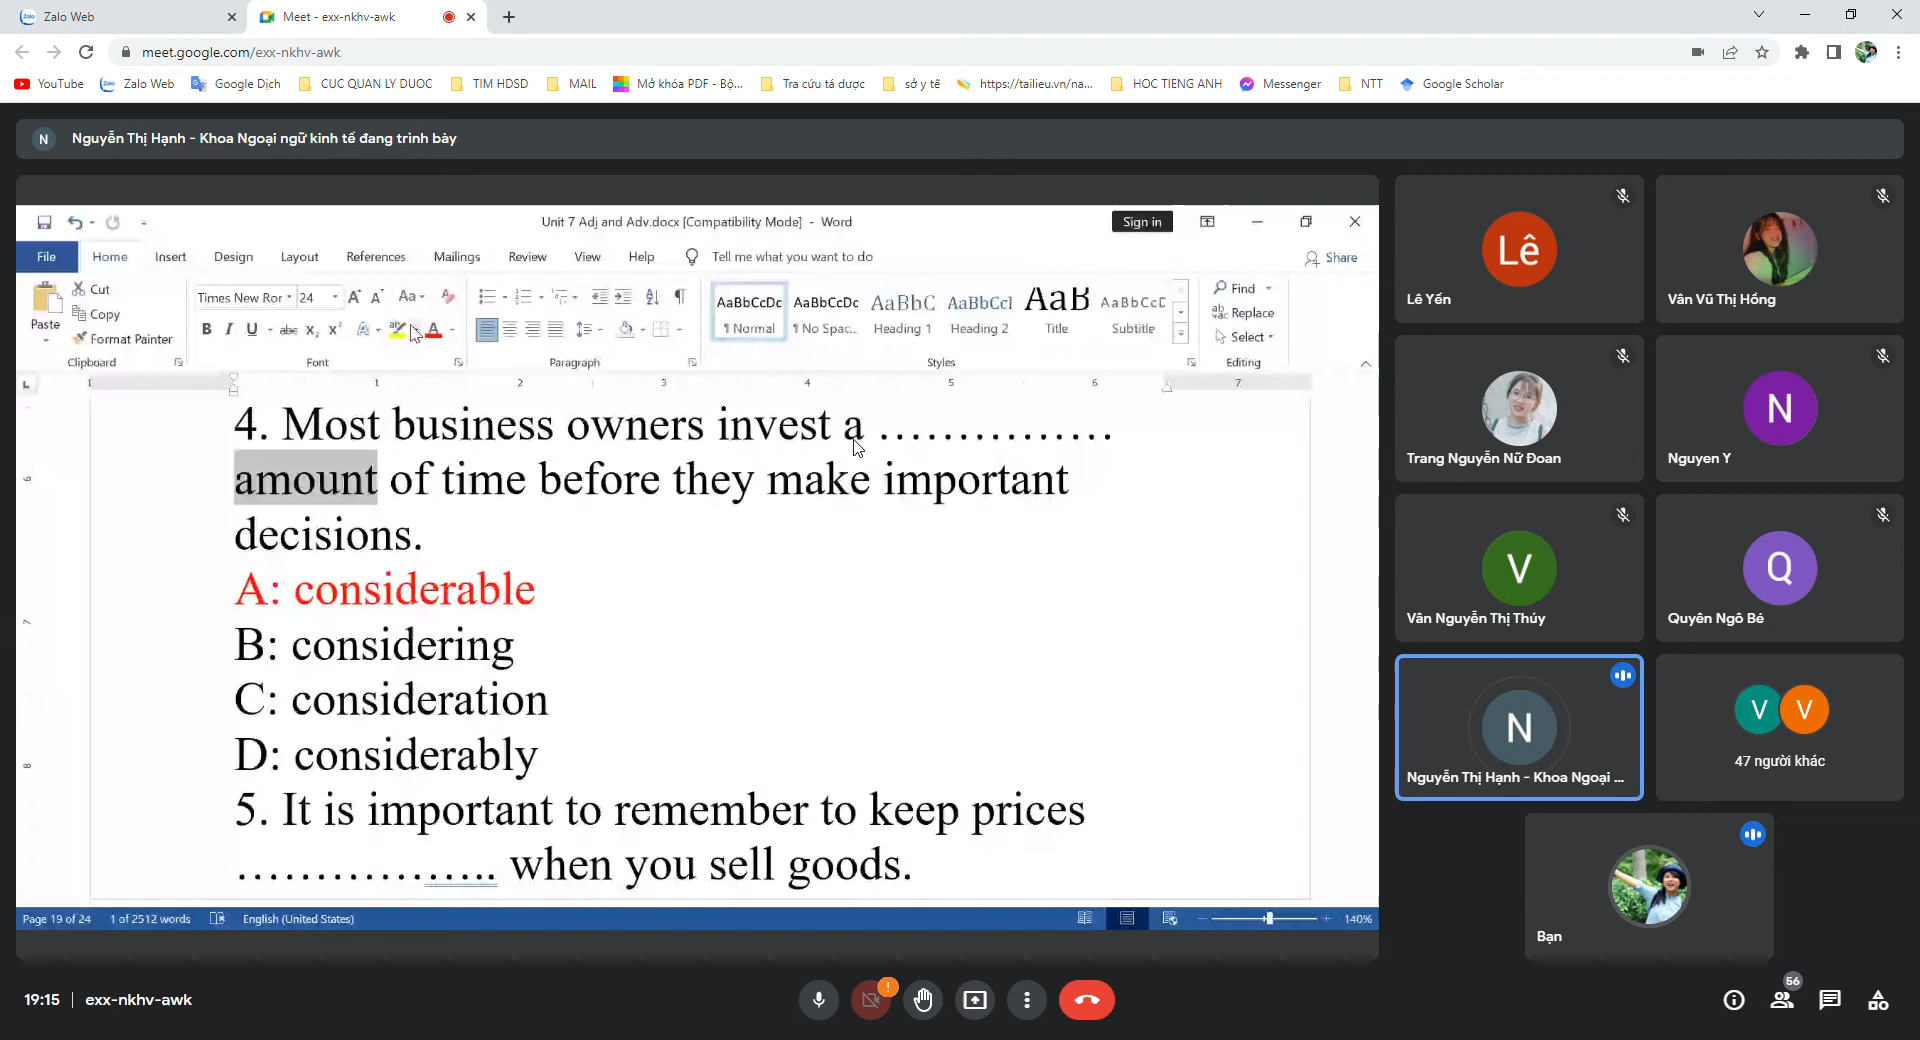 Zalo Web
Meet - exx-nkhv-awk
meet.google.com/exx-nkhv-awk
YouTube
Zalo Web
Google Dịch
CUC QUAN LY DUOC
TIM HDSD
MAIL
Mở khóa PDF - Bộ...
Tra cứu tá dược
sở y tế
https://tailieu.vn/na...
HOC TIENG ANH
Messenger
NTT
Google Scholar
N
Nguyễn Thị Hạnh - Khoa Ngoại ngữ kinh tế đang trình bày
Unit 7 Adj and Adv.docx [Compatibility Mode] - Word
Sign in
File
Home
Insert
Design
Layout
References
Mailings
Review
View
Help
Tell me what you want to do
Share
Paste
Cut
Copy
Format Painter
Clipboard
Times New Ror
24
Font
Paragraph
AaBbCcDc
¶ Normal
AaBbCcDc
¶ No Spac...
AaBbC
Heading 1
AaBbCcI
Heading 2
AaB
Title
AaBbCcC
Subtitle
Styles
Find
Replace
Select
Editing
1 1 2 3 4 5 6 7
4. Most business owners invest a ……………
amount of time before they make important
decisions.
A: considerable
B: considering
C: consideration
D: considerably
5. It is important to remember to keep prices
……………….. when you sell goods.
Page 19 of 24
1 of 2512 words
English (United States)
140%
Lê
Lê Yến
Vân Vũ Thị Hồng
Trang Nguyễn Nữ Đoan
N
Nguyen Y
V
Vân Nguyễn Thị Thúy
Q
Quyên Ngô Bé
N
Nguyễn Thị Hạnh - Khoa Ngoại ...
V V
47 người khác
Bạn
19:15
exx-nkhv-awk
56